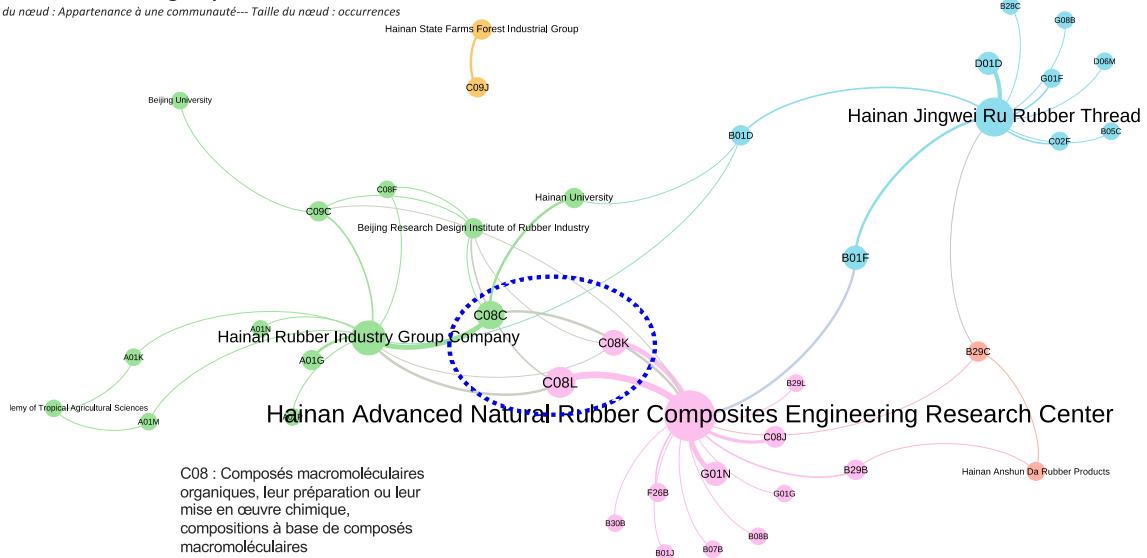 du nœud : Appartenance à une communauté--- Taille du nœud : occurrences
B28C
G08B
Hainan State Farms Forest Industrial Group
D01D
D06M
G01F
C09J
Beijing University
Hainan Jingwei Ru Rubber Thread
B01D
B05C
C02F
C08F
Hainan University
C09C
Beijing Research Design Institute of Rubber Industry
B01F
C08C
A01N
Hainan Rubber Industry Group Company
C08K
B29C
A01K
A01G
C08L
B29L
lemy of Tropical Agricultural Sciences
Hainan Advanced Natural Rubber Composites Engineering Research Center
A01M
C08J
B29B
Hainan Anshun Da Rubber Products
G01N
C08 : Composés macromoléculaires
organiques, leur préparation ou leur
mise en œuvre chimique,
compositions à base de composés
macromoléculaires
F26B
G01G
B30B
B08B
B07B
B01J